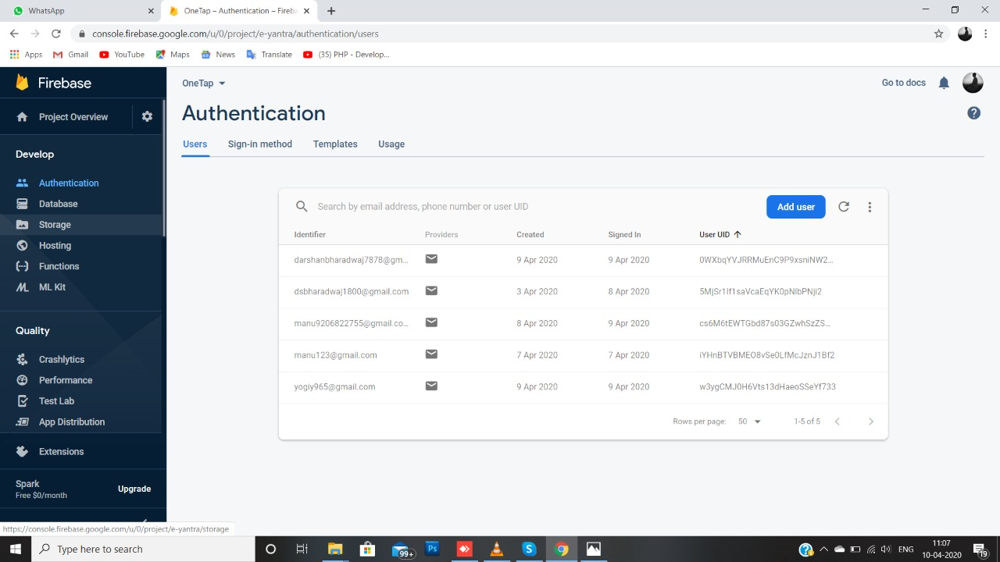 WhatsApp
OneTap – Authentication – Fireba
console.firebase.google.com/u/0/project/e-yantra/authentication/users
Apps Gmail YouTube Maps News Translate (35) PHP - Develop...
Firebase
Project Overview
Develop
Authentication
Database
Storage
Hosting
Functions
ML Kit
Quality
Crashlytics
Performance
Test Lab
App Distribution
Extensions
Spark
Free $0/month
Upgrade
OneTap
Go to docs
Authentication
Users Sign-in method Templates Usage
Search by email address, phone number or user UID
Add user
Identifier Providers Created Signed In User UID
darshanbharadwaj7878@gm... 9 Apr 2020 9 Apr 2020 0WXbqYVJRRMuEnC9P9xsniNW2...
dsbharadwaj1800@gmail.com 3 Apr 2020 8 Apr 2020 5MjSr1If1saVcaEqYK0pNlbPNji2
manu9206822755@gmail.co... 8 Apr 2020 9 Apr 2020 cs6M6tEWTGbd87s03GZwhSzZS...
manu123@gmail.com 7 Apr 2020 7 Apr 2020 iYHnBTVBMEO8vSe0LfMcJznJ1Bf2
yogiy965@gmail.com 9 Apr 2020 9 Apr 2020 w3ygCMJ0H6Vts13dHaeoSSeYf733
Rows per page: 50 1-5 of 5
https://console.firebase.google.com/u/0/project/e-yantra/storage
Type here to search
99+
Ps
ENG
11:07
10-04-2020
19